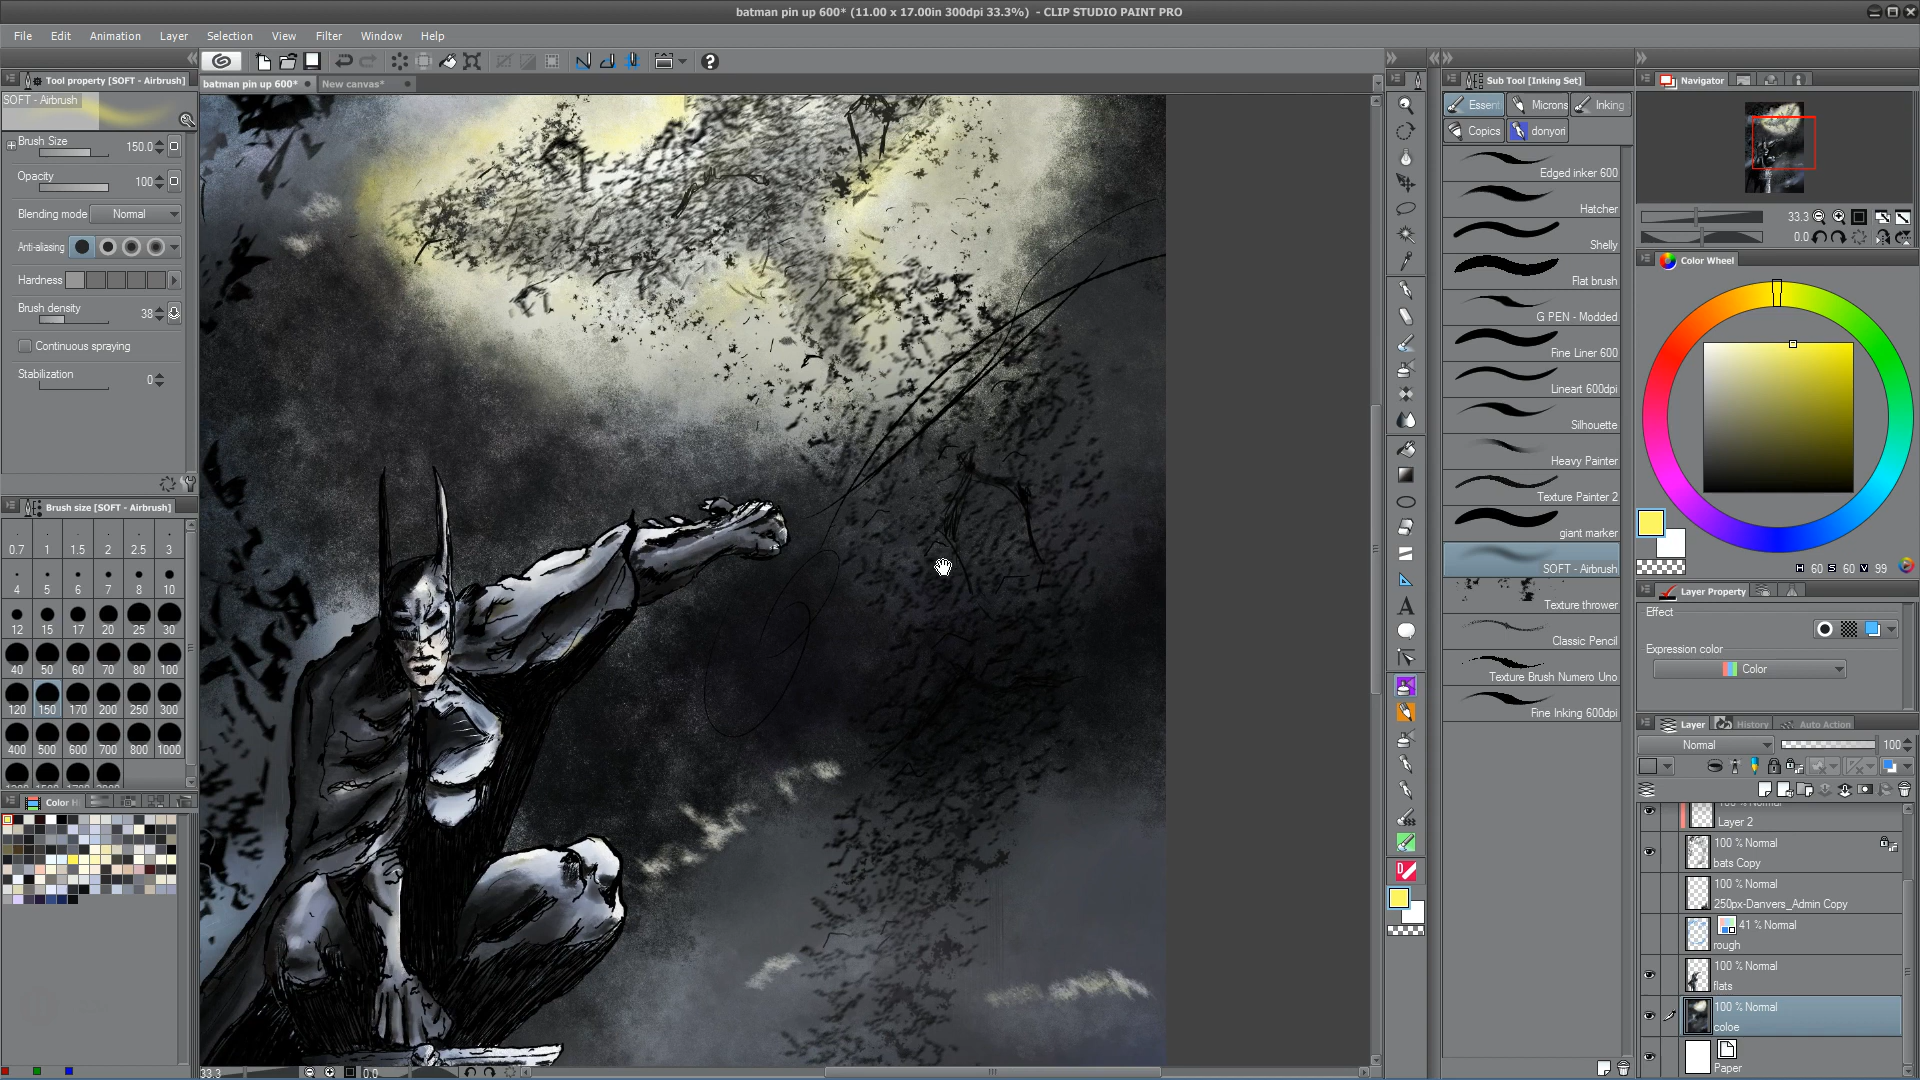 batman pin up 600* (11.00 x 17.00in 300dpi 33.3%) - CLIP STUDIO PAINT PRO
File Edit Animation Layer Selection View Filter Window Help
Tool property [SOFT - Airbrush]
batman pin up 600* New canvas*
SOFT - Airbrush
Brush Size 150.0
Opacity 100
Blending mode Normal
Anti-aliasing
Hardness
Brush density 38
Continuous spraying
Stabilization 0
Brush size [SOFT - Airbrush]
0.7 1 1.5 2 2.5 3
4 5 6 7 8 10
12 15 17 20 25 30
40 50 60 70 80 100
120 150 170 200 250 300
400 500 600 700 800 1000
Color H
33.3 0.0
Sub Tool [Inking Set]
Essent Microns Inking
Copics donyori
Edged inker 600
Hatcher
Shelly
Flat brush
G PEN - Modded
Fine Liner 600
Lineart 600dpi
Silhouette
Heavy Painter
Texture Painter 2
giant marker
SOFT - Airbrush
Texture thrower
Classic Pencil
Texture Brush Numero Uno
Fine Inking 600dpi
Navigator
33.3
0.0
Color Wheel
H 60 S 60 V 99
Layer Property
Effect
Expression color
Color
Layer History Auto Action
Normal 100
Layer 2
100 % Normal
bats Copy
100 % Normal
250px-Danvers_Admin Copy
41 % Normal
rough
100 % Normal
flats
100 % Normal
coloe
Paper